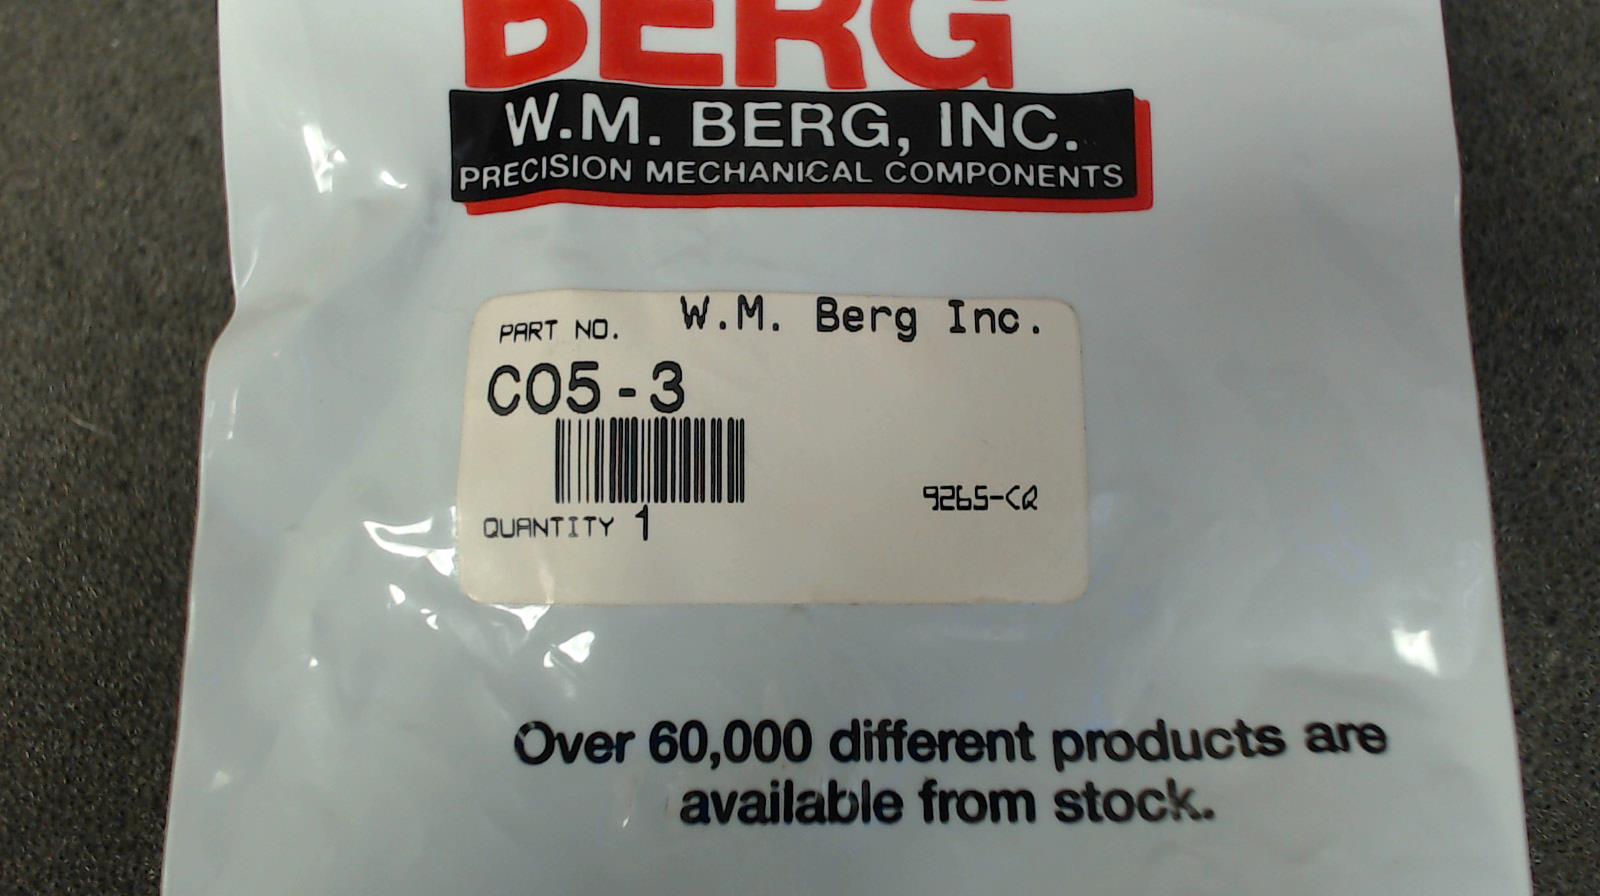 BERG
W.M. BERG, INC.
PRECISION MECHANICAL COMPONENTS
PART NO. W.M. Berg Inc.
CO5-3
9265-CQ
QUANTITY 1
Over 60,000 different products are
available from stock.